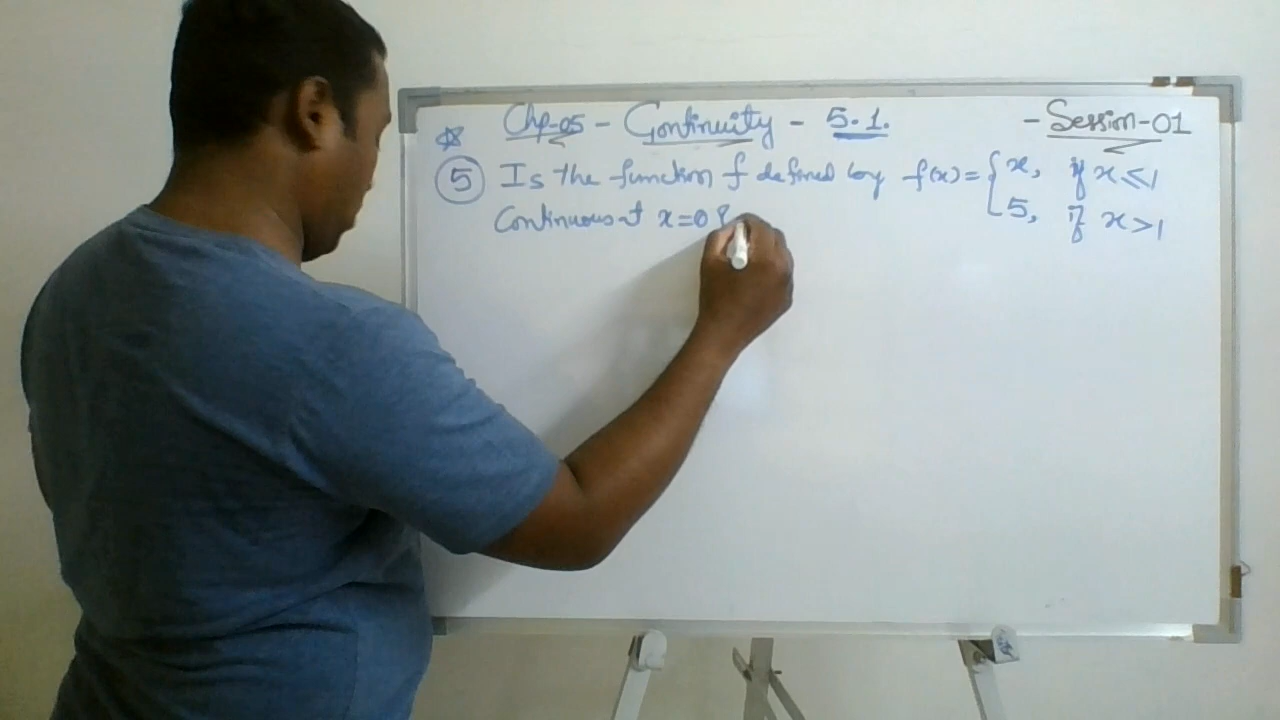 ☆ Chp-05 - Continuity - 5.1. - Session-01
⑤ Is the function f defined by f(x) = { x, if x ≤ 1
5, if x > 1
Continuous at x=0 ?